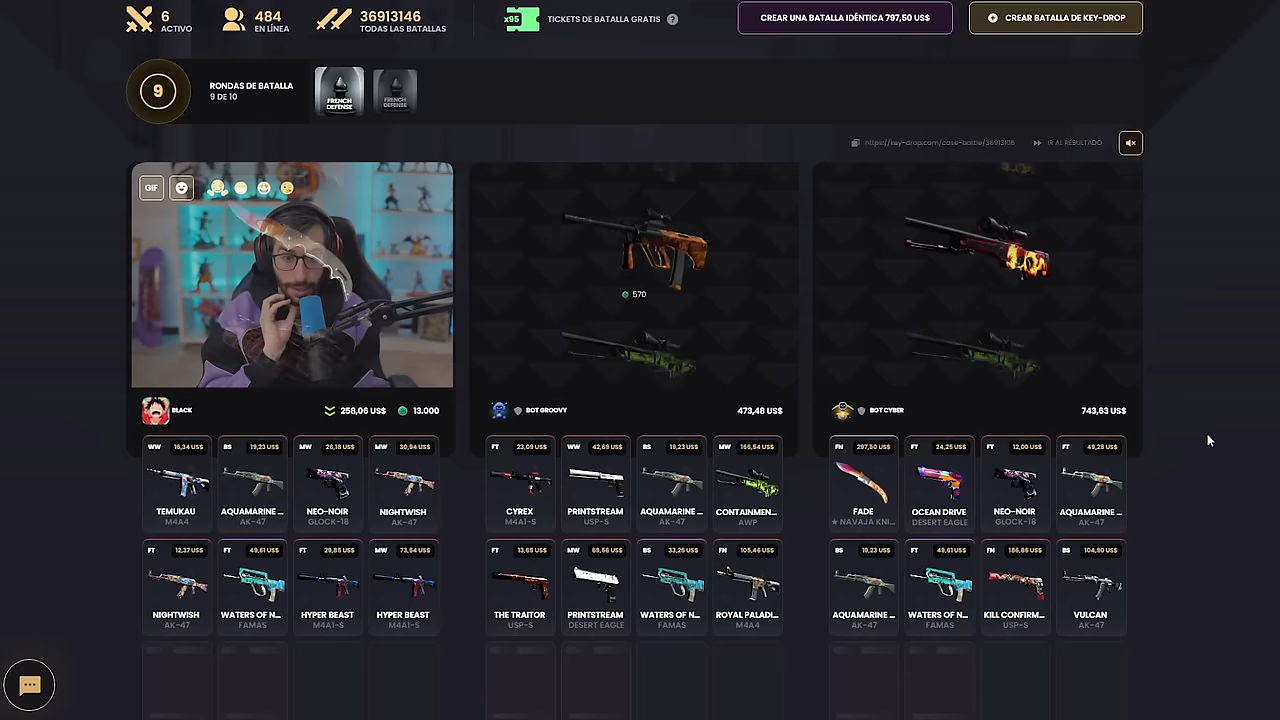 6
ACTIVO
484
EN LÍNEA
36913146
TODAS LAS BATALLAS
x95
TICKETS DE BATALLA GRATIS ?
CREAR UNA BATALLA IDÉNTICA 797,50 US$
CREAR BATALLA DE KEY-DROP
9
RONDAS DE BATALLA
9 DE 10
FRENCH DEFENSE
FRENCH DEFENSE
https://key-drop.com/case-battle/36913105
IR AL RESULTADO
GIF
570
BLACK
258,06 US$
13.000
BOT GROOVY
473,48 US$
BOT CYBER
743,63 US$
WW 16,34 US$
BS 19,23 US$
MW 26,18 US$
MW 30,94 US$
TEMUKAU
AQUAMARINE ...
NEO-NOIR
NIGHTWISH
M4A4
AK-47
GLOCK-18
AK-47
FT 23,09 US$
WW 42,69 US$
BS 19,23 US$
MW 166,54 US$
CYREX
PRINTSTREAM
AQUAMARINE ...
CONTAINMEN...
M4A1-S
USP-S
AK-47
AWP
FN 297,50 US$
FT 24,25 US$
FT 12,00 US$
FT 49,28 US$
FADE
OCEAN DRIVE
NEO-NOIR
AQUAMARINE ...
★ NAVAJA KNI...
DESERT EAGLE
GLOCK-18
AK-47
FT 12,37 US$
FT 49,61 US$
FT 29,85 US$
MW 73,54 US$
NIGHTWISH
WATERS OF N...
HYPER BEAST
HYPER BEAST
AK-47
FAMAS
M4A1-S
M4A1-S
FT 13,65 US$
MW 69,56 US$
BS 33,26 US$
FN 105,46 US$
THE TRAITOR
PRINTSTREAM
WATERS OF N...
ROYAL PALADI...
USP-S
DESERT EAGLE
FAMAS
M4A4
BS 19,23 US$
FT 49,61 US$
FN 186,86 US$
BS 104,90 US$
AQUAMARINE ...
WATERS OF N...
KILL CONFIRM...
VULCAN
AK-47
FAMAS
USP-S
AK-47